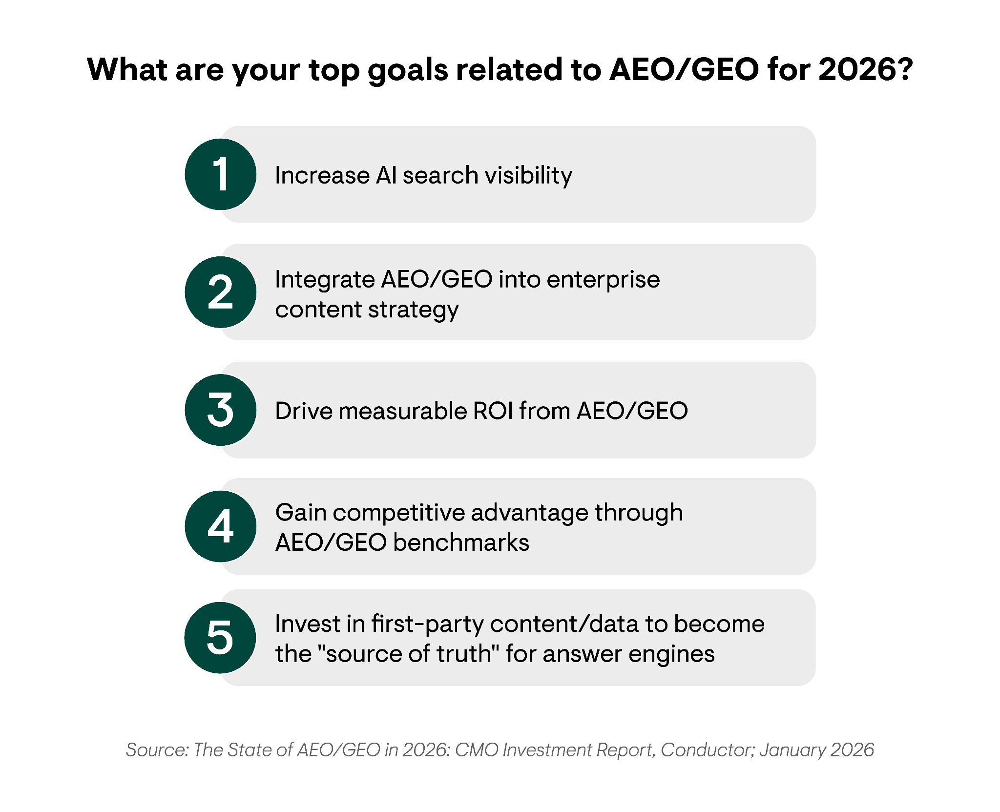 What are your top goals related to AEO/GEO for 2026?
1
Increase AI search visibility
2
Integrate AEO/GEO into enterprise
content strategy
3
Drive measurable ROI from AEO/GEO
4
Gain competitive advantage through
AEO/GEO benchmarks
5
Invest in first-party content/data to become
the "source of truth" for answer engines
Source: The State of AEO/GEO in 2026: CMO Investment Report, Conductor; January 2026